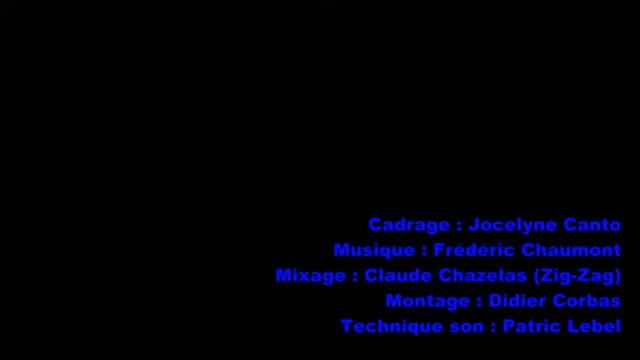 Cadrage : Jocelyne Canto
Musique : Frédéric Chaumont
Mixage : Claude Chazelas (Zig-Zag)
Montage : Didier Corbas
Technique son : Patric Lebel